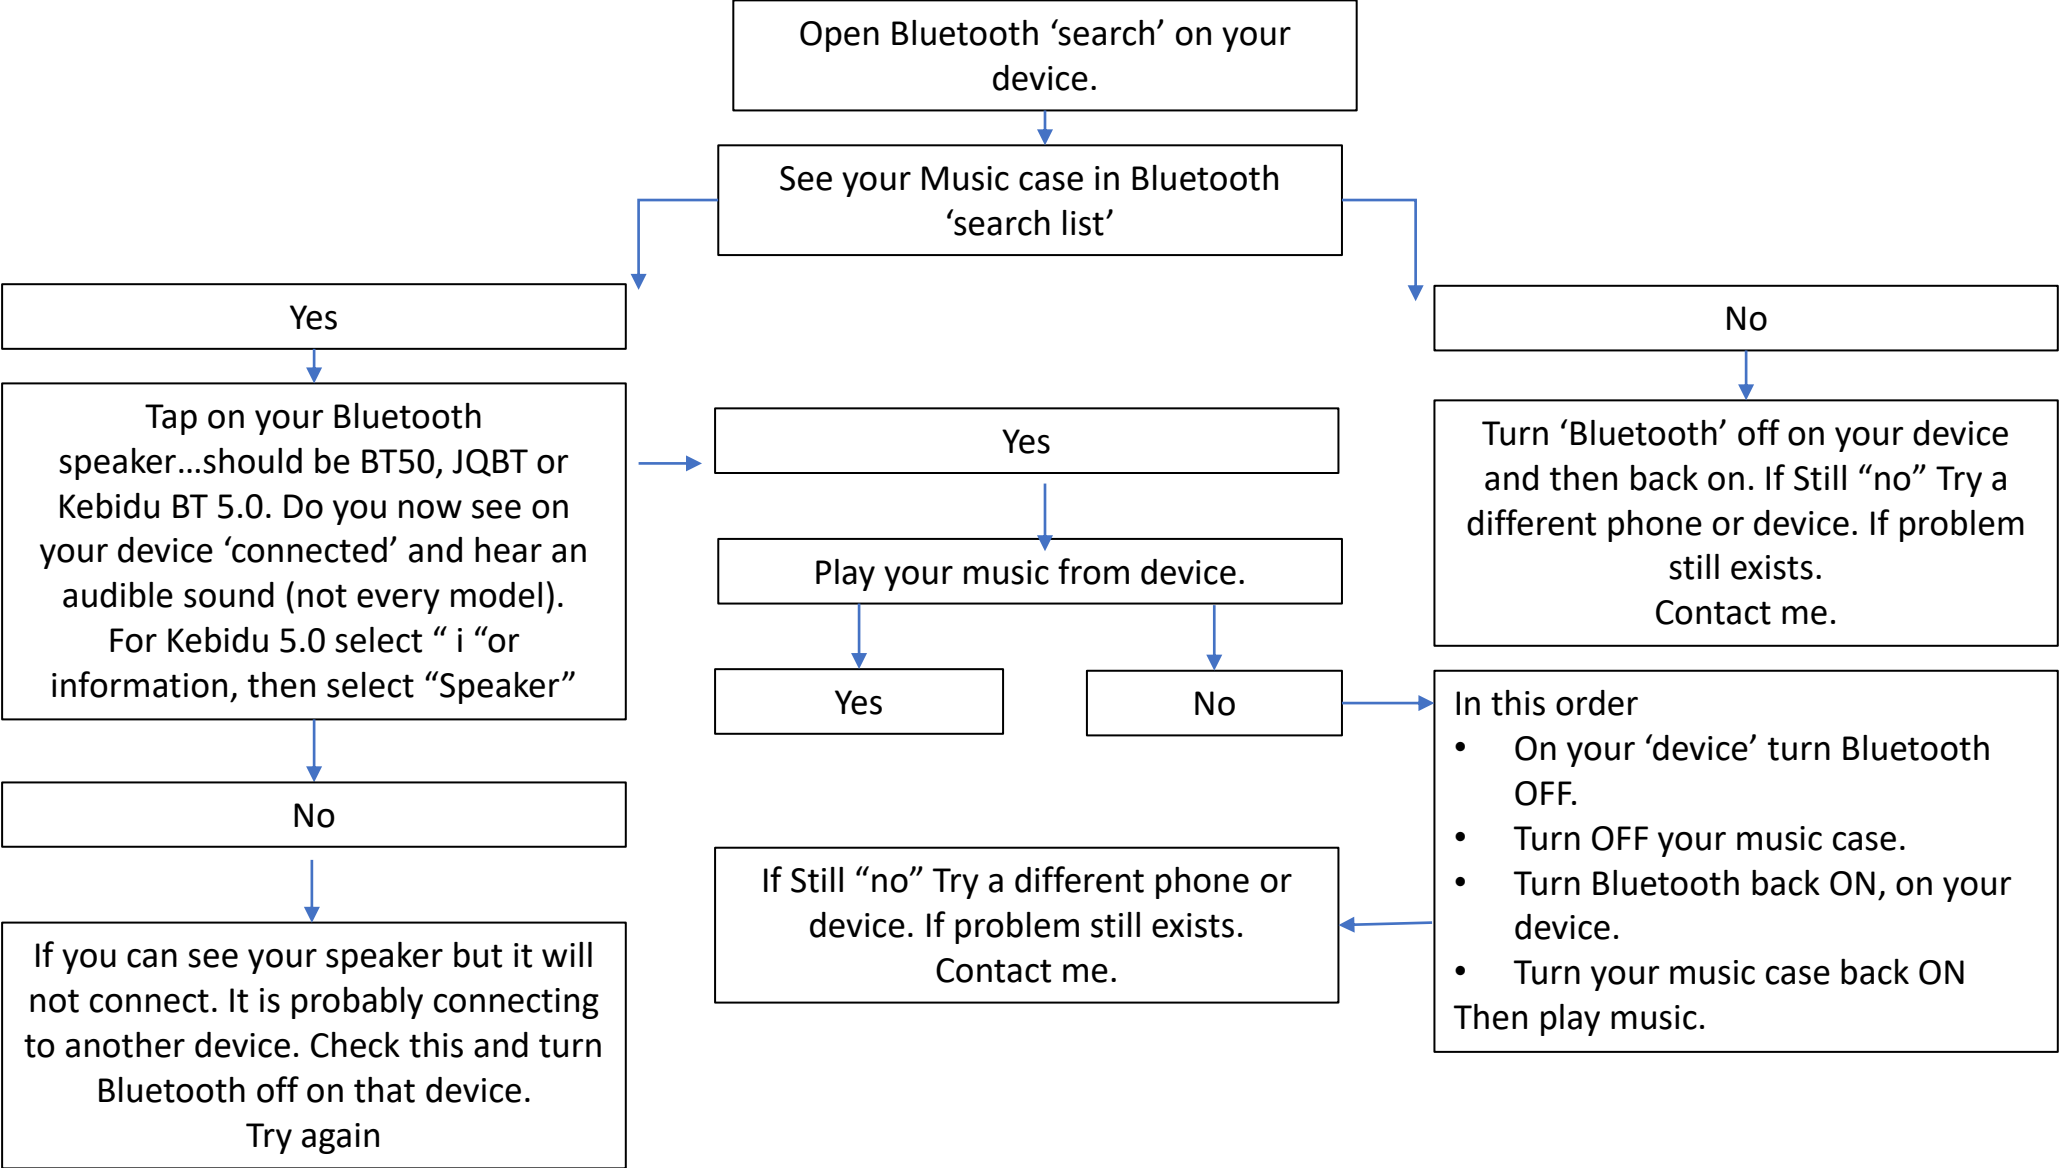 Open Bluetooth ‘search’ on your
device.
See your Music case in Bluetooth
‘search list’
Yes
No
Tap on your Bluetooth
speaker…should be BT50, JQBT or
Kebidu BT 5.0. Do you now see on
your device ‘connected’ and hear an
audible sound (not every model).
For Kebidu 5.0 select “ i “or
information, then select “Speaker”
Yes
Turn ‘Bluetooth’ off on your device
and then back on. If Still “no” Try a
different phone or device. If problem
still exists.
Contact me.
Play your music from device.
Yes
No
In this order
• On your ‘device’ turn Bluetooth
OFF.
• Turn OFF your music case.
• Turn Bluetooth back ON, on your
device.
• Turn your music case back ON
Then play music.
No
If Still “no” Try a different phone or
device. If problem still exists.
Contact me.
If you can see your speaker but it will
not connect. It is probably connecting
to another device. Check this and turn
Bluetooth off on that device.
Try again